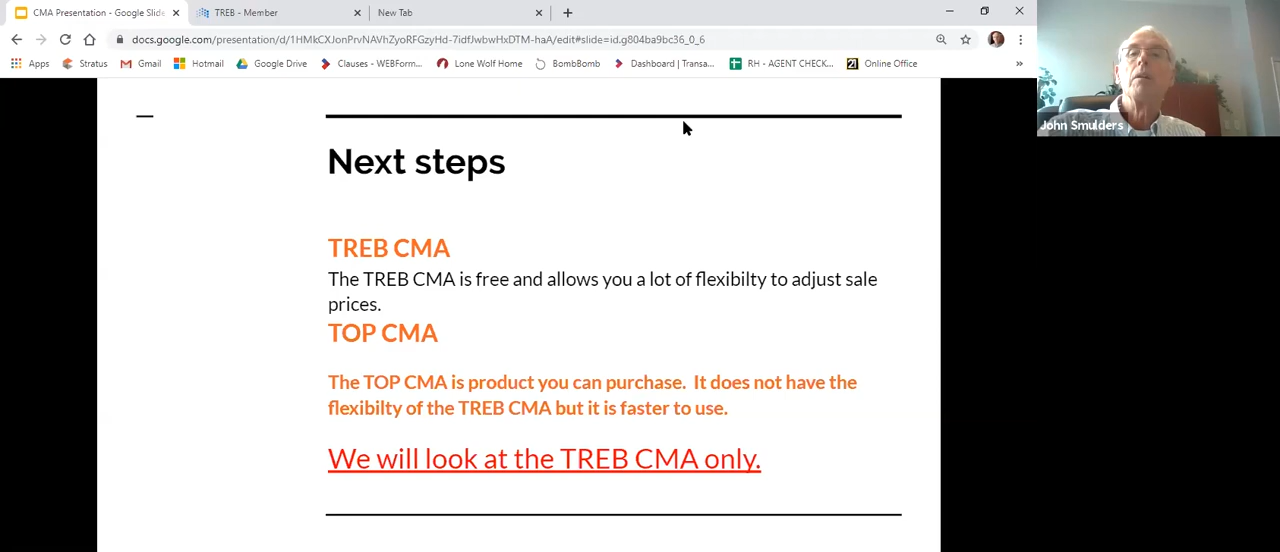 CMA Presentation - Google Slide
TREB - Member
New Tab
docs.google.com/presentation/d/1HMkCXJonPrvNAVhZyoRFGzyHd-7idfJwbwHxDTM-haA/edit#slide=id.g804ba9bc36_0_6
Apps Stratus Gmail Hotmail Google Drive Clauses - WEBForm... Lone Wolf Home BombBomb Dashboard | Transa... RH - AGENT CHECK... 21 Online Office
John Smulders
Next steps
TREB CMA
The TREB CMA is free and allows you a lot of flexibilty to adjust sale
prices.
TOP CMA
The TOP CMA is product you can purchase. It does not have the
flexibilty of the TREB CMA but it is faster to use.
We will look at the TREB CMA only.